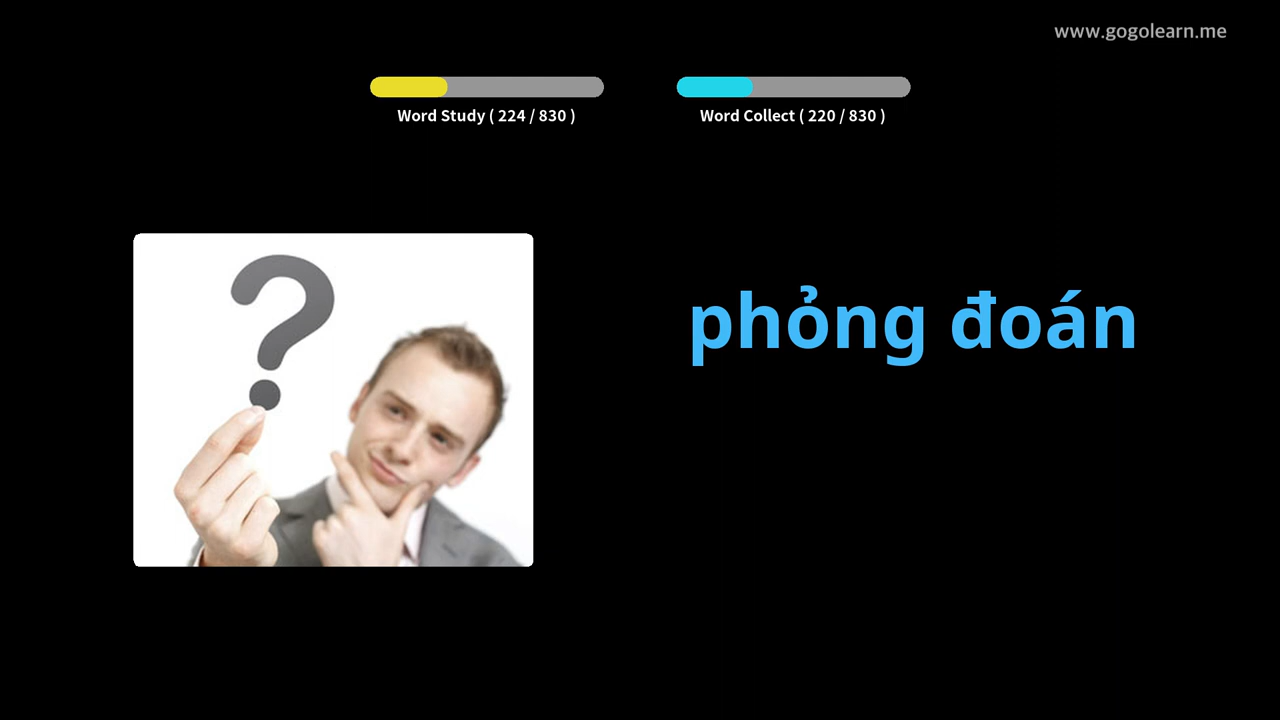 www.gogolearn.me
Word Study ( 224 / 830 )
Word Collect ( 220 / 830 )
?
phỏng đoán